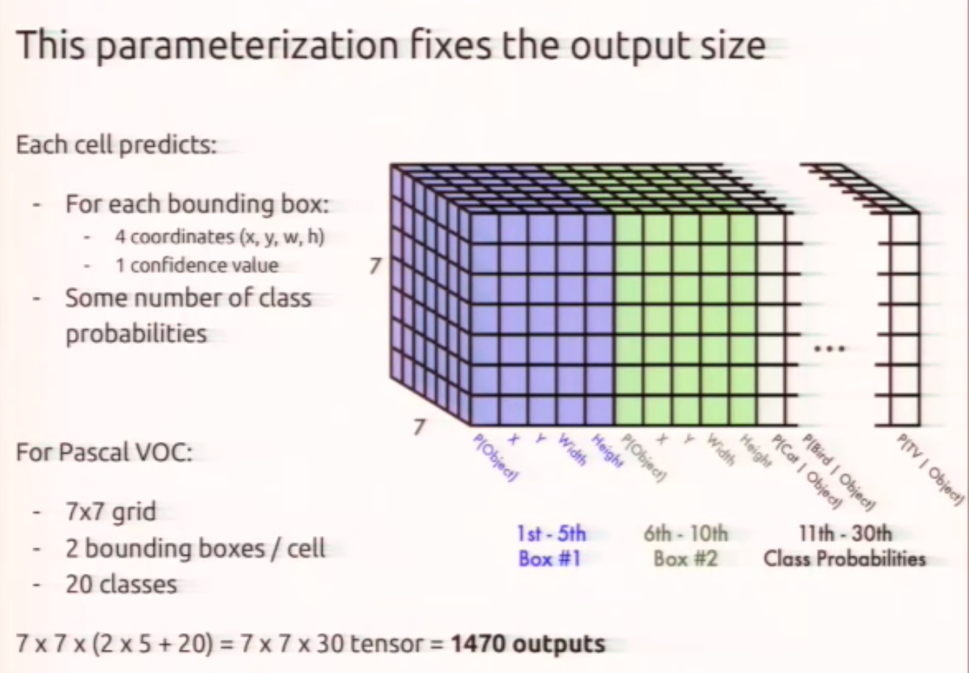 This parameterization fixes the output size
Each cell predicts:
- For each bounding box:
- 4 coordinates (x, y, w, h)
- 1 confidence value
- Some number of class
probabilities
For Pascal VOC:
- 7x7 grid
- 2 bounding boxes / cell
- 20 classes
7 x 7 x (2 x 5 + 20) = 7 x 7 x 30 tensor = 1470 outputs
7
7
...
P(Object)
X
Y
Width
Height
P(Object)
X
Y
Width
Height
P(Cat | Object)
P(Bird | Object)
P(TV | Object)
1st - 5th
Box #1
6th - 10th
Box #2
11th - 30th
Class Probabilities